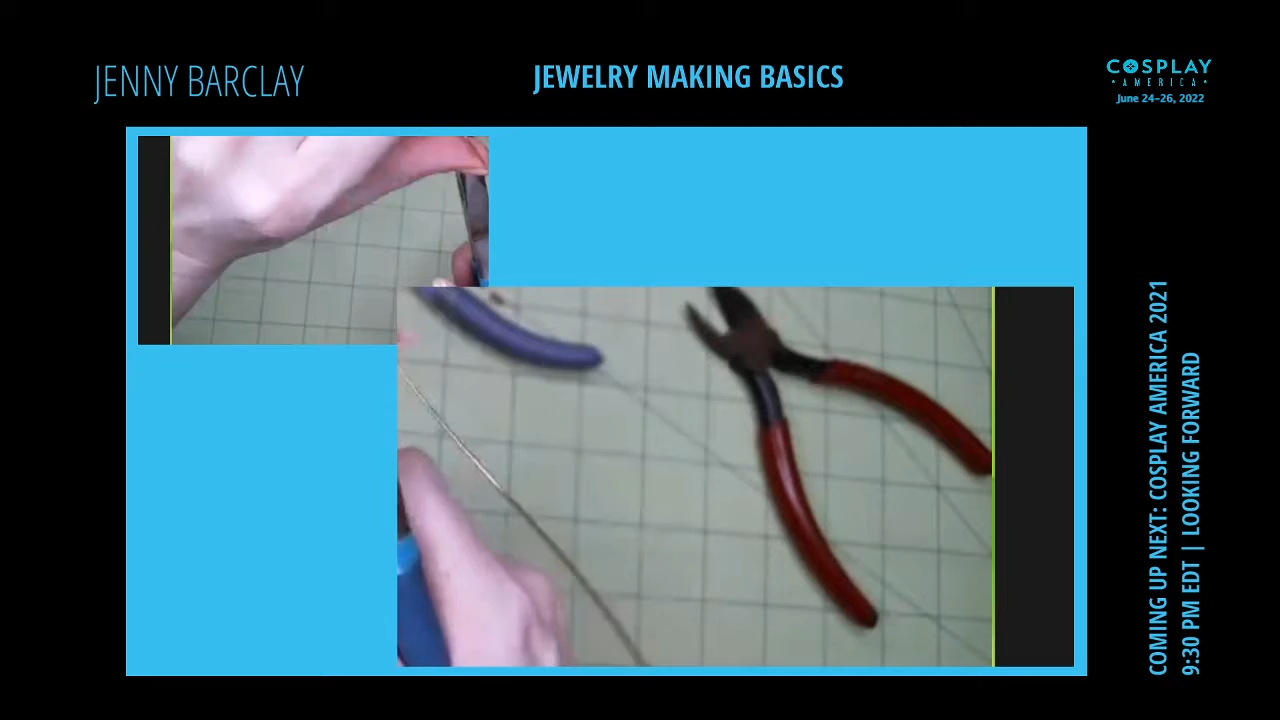 JENNY BARCLAY
JEWELRY MAKING BASICS
COSPLAY
AMERICA
June 24-26, 2022
COMING UP NEXT: COSPLAY AMERICA 2021
9:30 PM EDT | LOOKING FORWARD